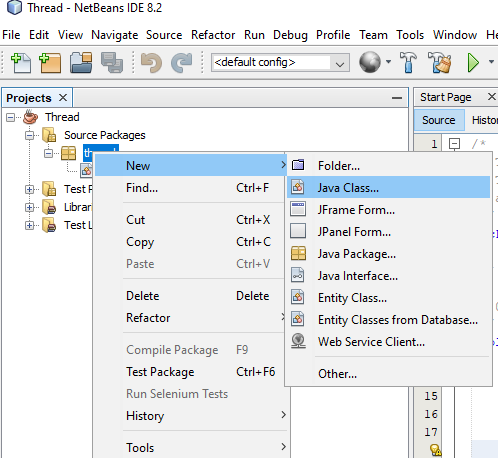 Thread - NetBeans IDE 8.2
File Edit View Navigate Source Refactor Run Debug Profile Team Tools Window
<default config>
Projects
Start Page
Source
Thread
1
/*
Source Packages
New
Find... Ctrl+F
Cut Ctrl+X
Copy Ctrl+C
Paste Ctrl+V
Delete Delete
Refactor
Compile Package F9
Test Package Ctrl+F6
Run Selenium Tests
History
Tools
Folder...
Java Class...
JFrame Form...
JPanel Form...
Java Package...
Java Interface...
Entity Class...
Entity Classes from Database...
Web Service Client...
Other...
15
16
17